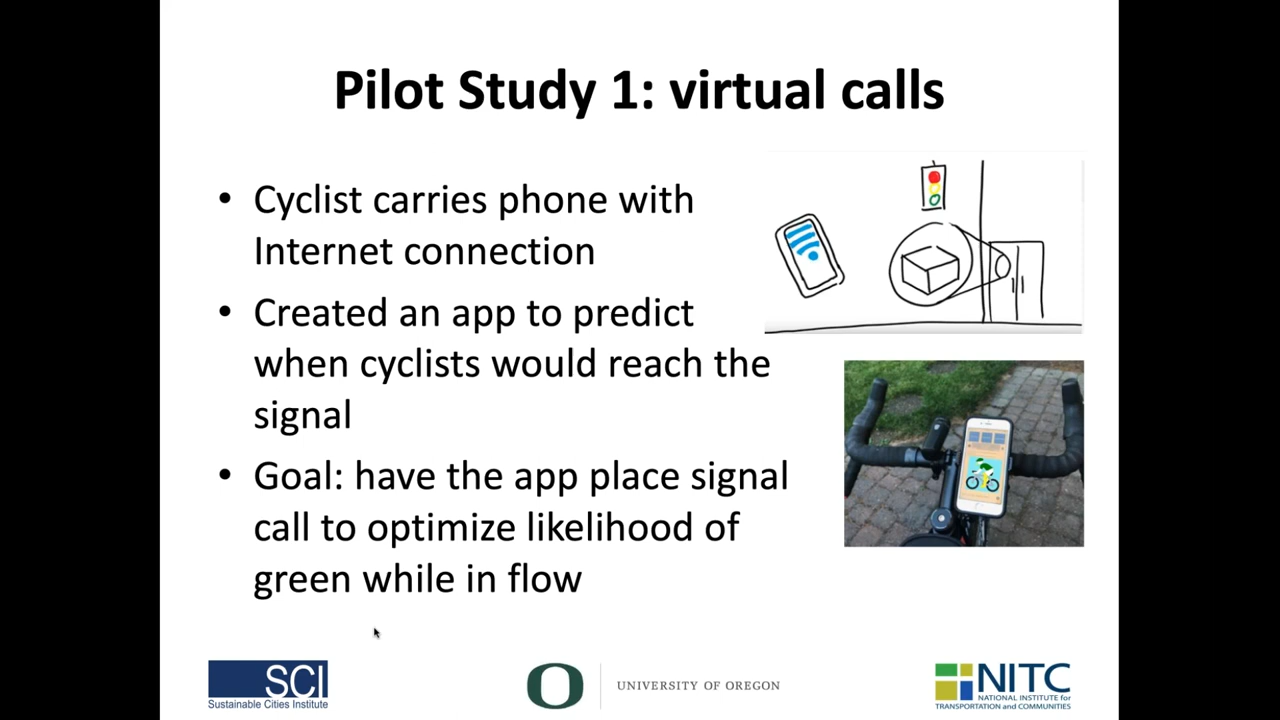 Pilot Study 1: virtual calls
• Cyclist carries phone with
Internet connection
• Created an app to predict
when cyclists would reach the
signal
• Goal: have the app place signal
call to optimize likelihood of
green while in flow
SCI
Sustainable Cities Institute
O
UNIVERSITY OF OREGON
NITC
NATIONAL INSTITUTE for
TRANSPORTATION and COMMUNITIES